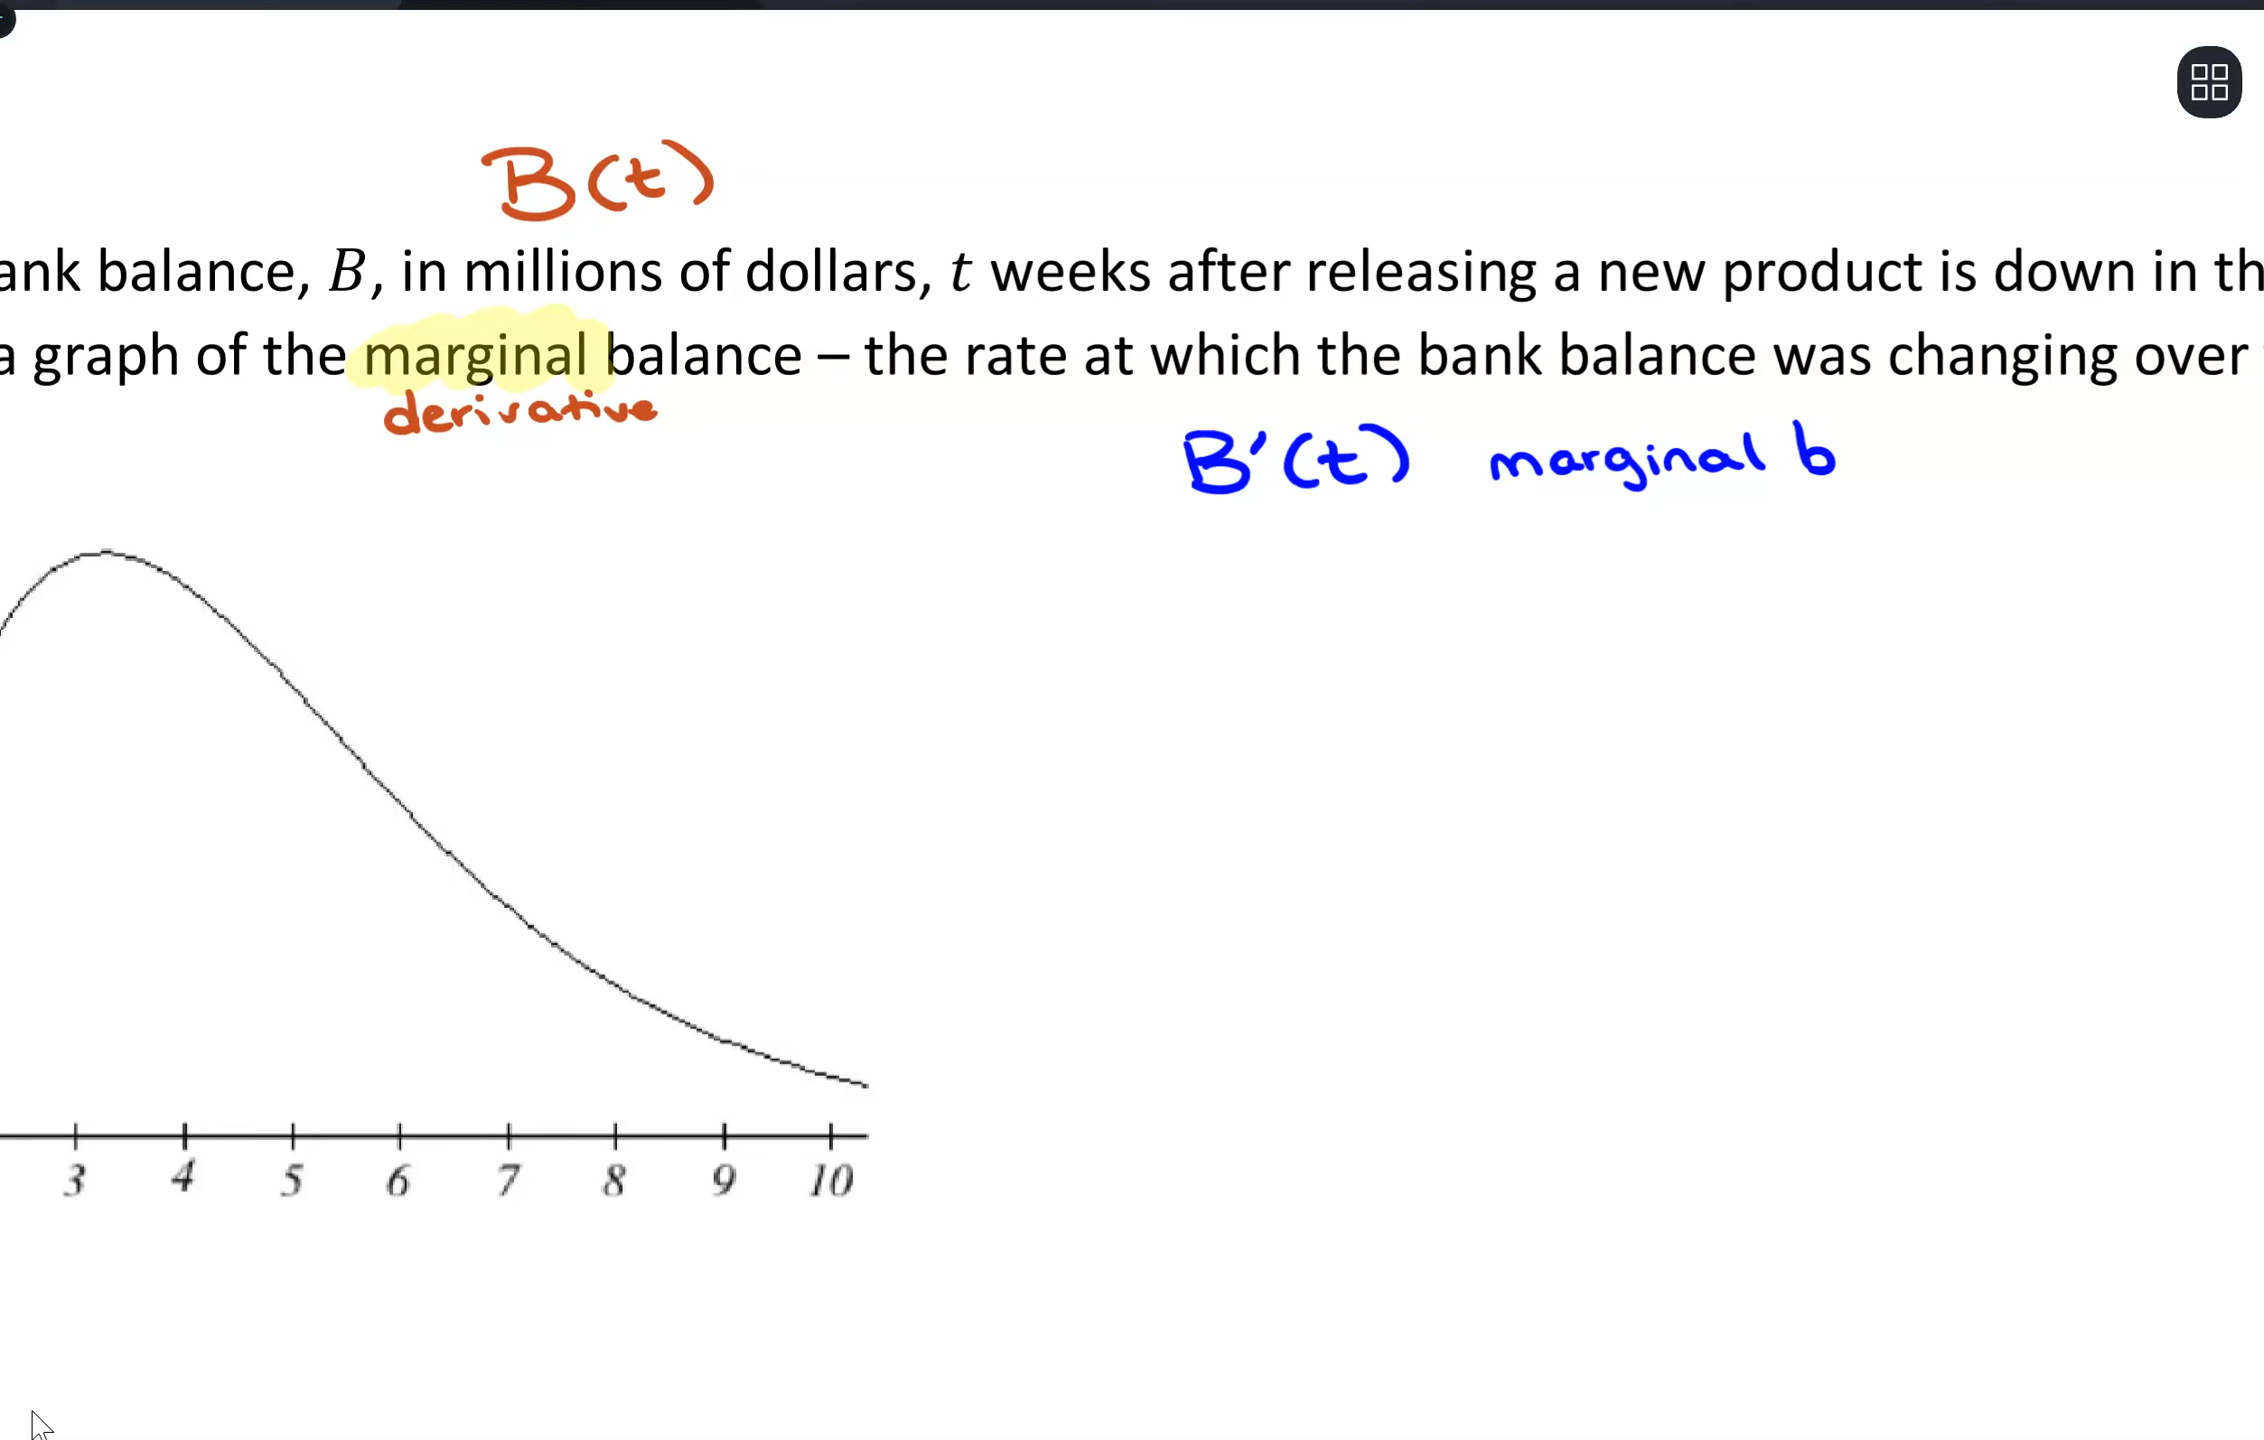 B(t)
ank balance, B, in millions of dollars, t weeks after releasing a new product is down in th
a graph of the marginal balance – the rate at which the bank balance was changing over
derivative
B'(t) marginal b
3 4 5 6 7 8 9 10